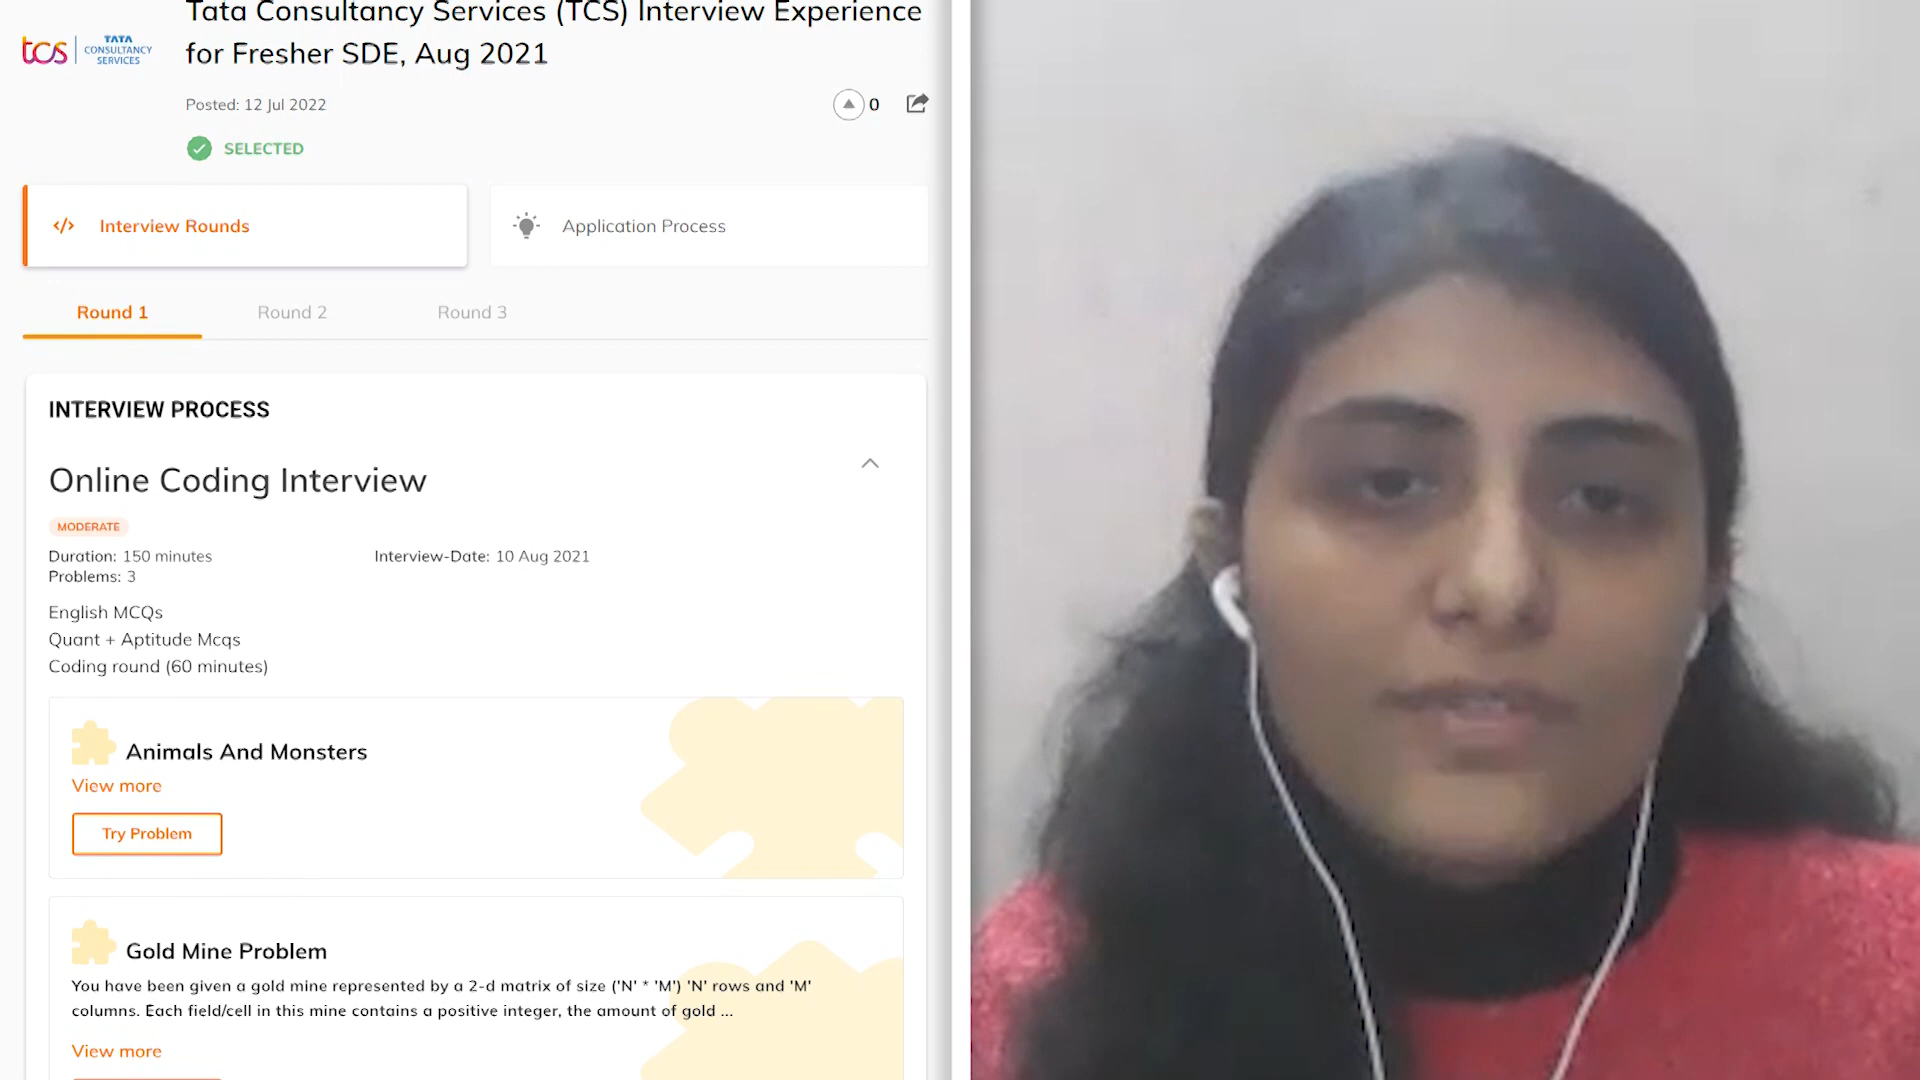 Tata Consultancy Services (TCS) Interview Experience
for Fresher SDE, Aug 2021
tcs
TATA
CONSULTANCY
SERVICES
Posted: 12 Jul 2022
0
SELECTED
</> Interview Rounds
Application Process
Round 1
Round 2
Round 3
INTERVIEW PROCESS
Online Coding Interview
MODERATE
Duration: 150 minutes
Interview-Date: 10 Aug 2021
Problems: 3
English MCQs
Quant + Aptitude Mcqs
Coding round (60 minutes)
Animals And Monsters
View more
Try Problem
Gold Mine Problem
You have been given a gold mine represented by a 2-d matrix of size ('N' * 'M') 'N' rows and 'M'
columns. Each field/cell in this mine contains a positive integer, the amount of gold ...
View more